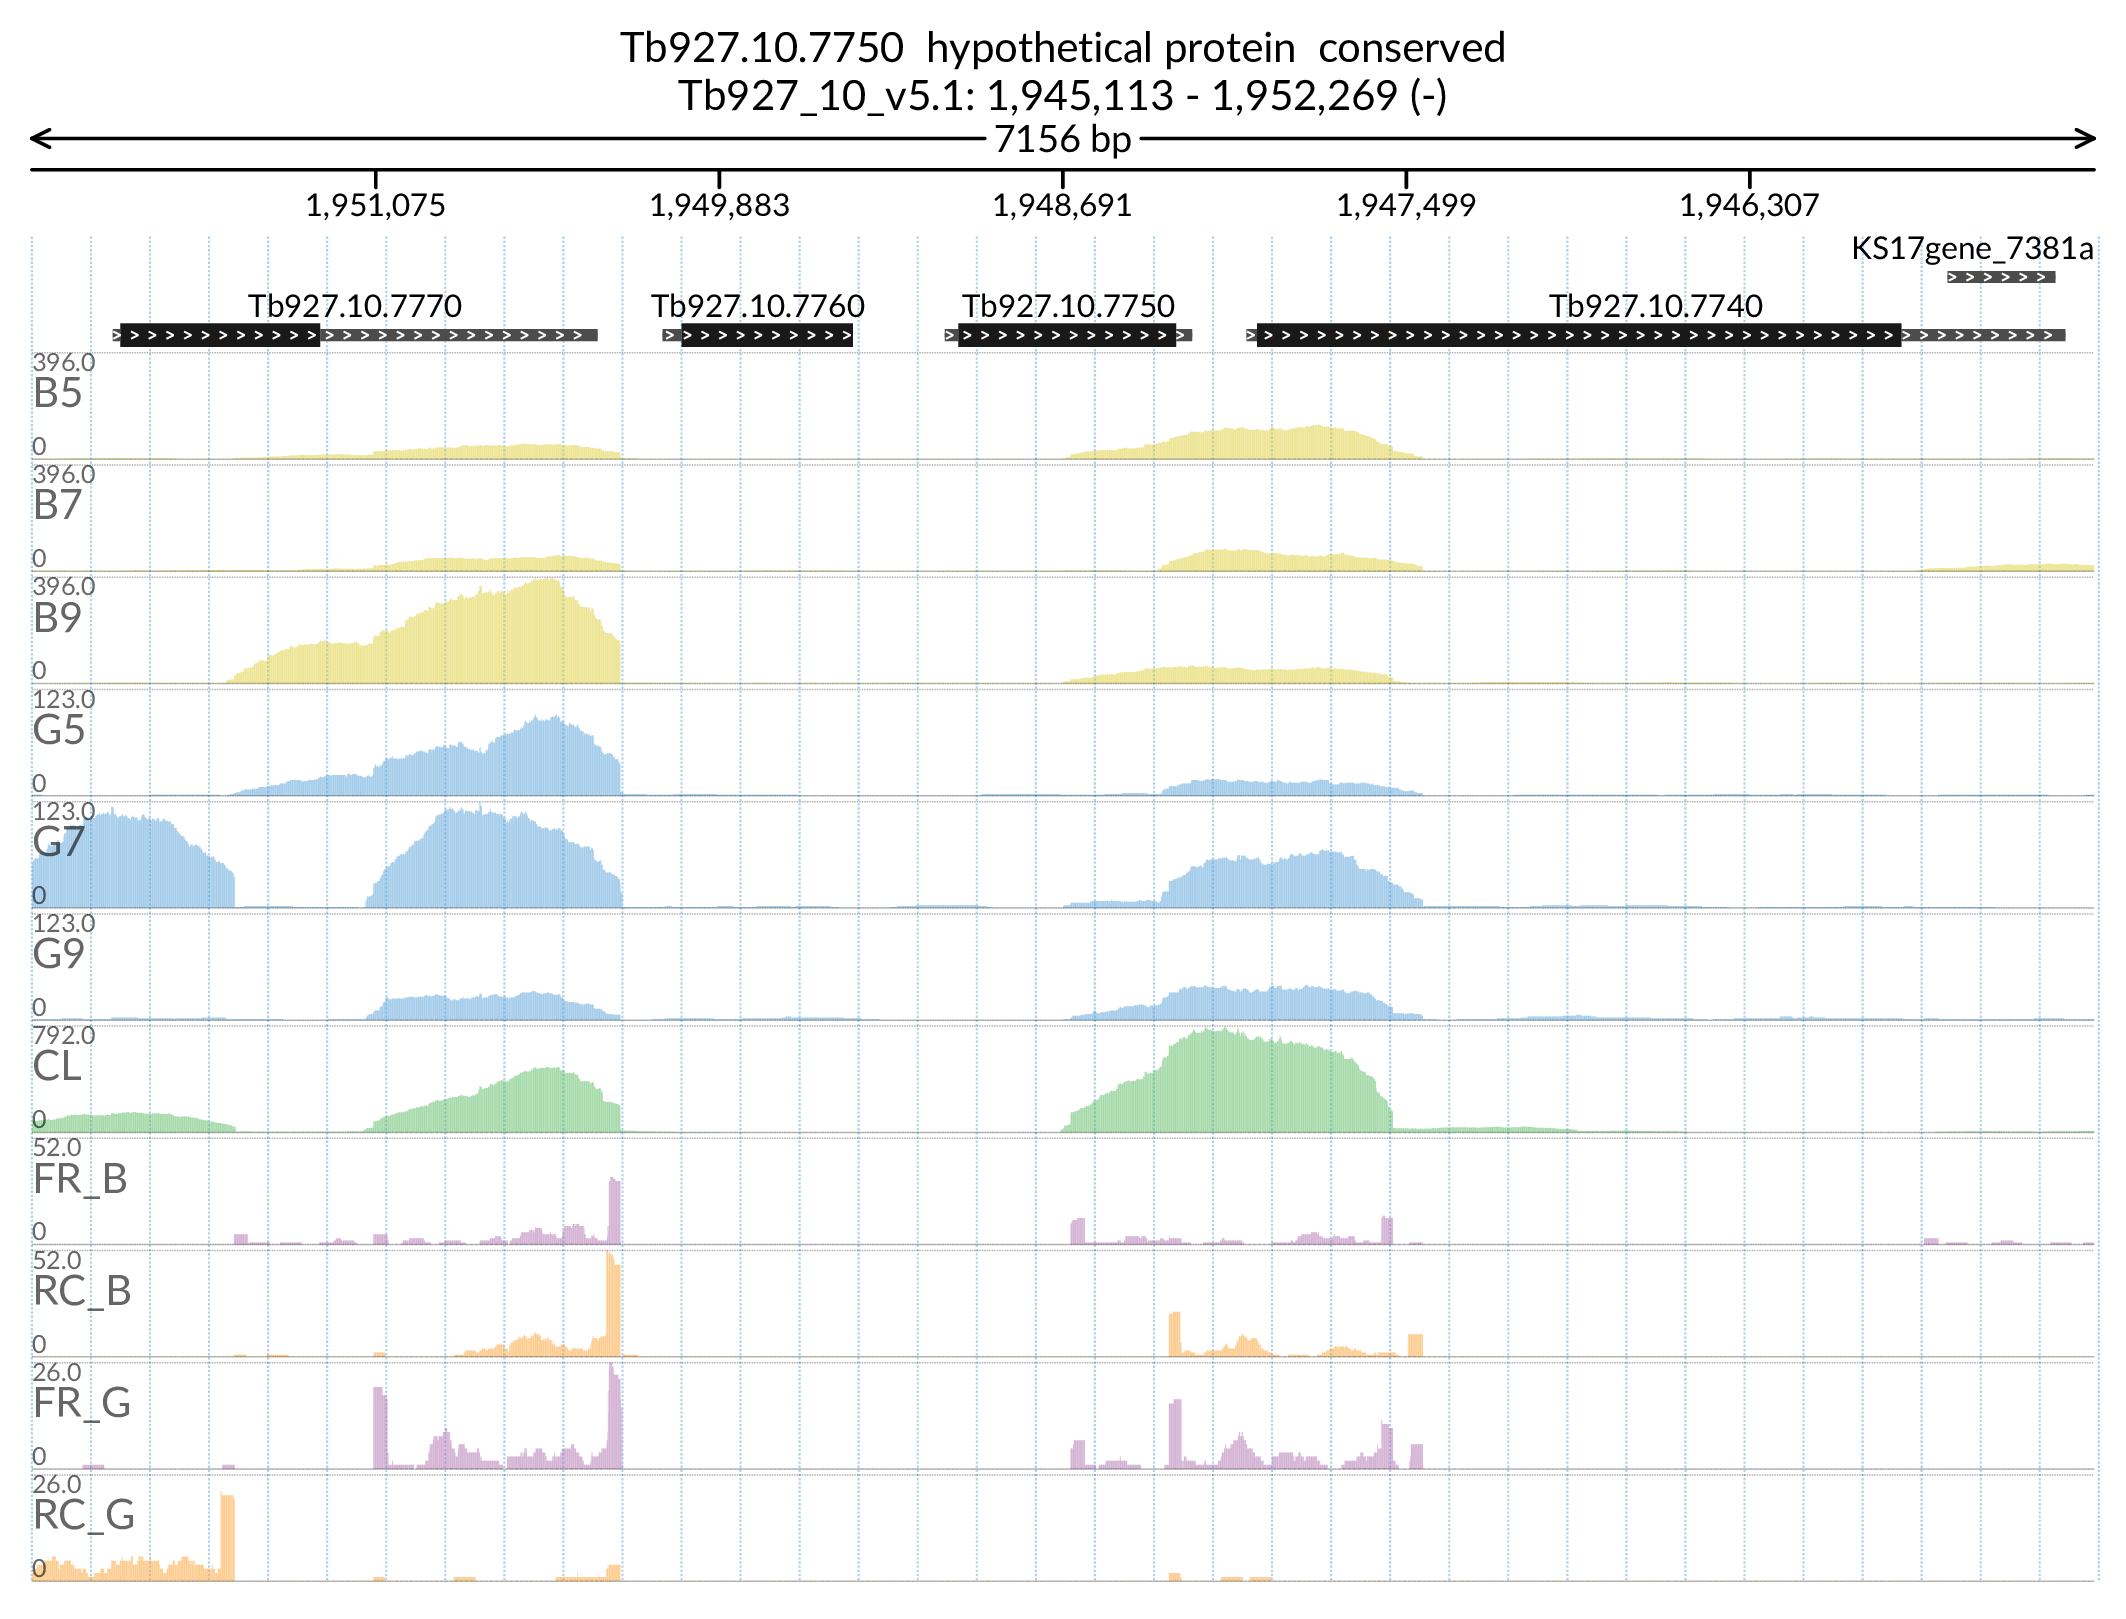 Tb927.10.7750  hypothetical protein  conserved
Tb927_10_v5.1: 1,945,113 - 1,952,269 (-)
7156 bp
1,951,075 1,949,883 1,948,691 1,947,499 1,946,307
KS17gene_7381a
Tb927.10.7770 Tb927.10.7760 Tb927.10.7750 Tb927.10.7740
396.0
B5
0
396.0
B7
0
396.0
B9
0
123.0
G5
0
123.0
G7
0
123.0
G9
0
792.0
CL
0
52.0
FR_B
0
52.0
RC_B
0
26.0
FR_G
0
26.0
RC_G
0